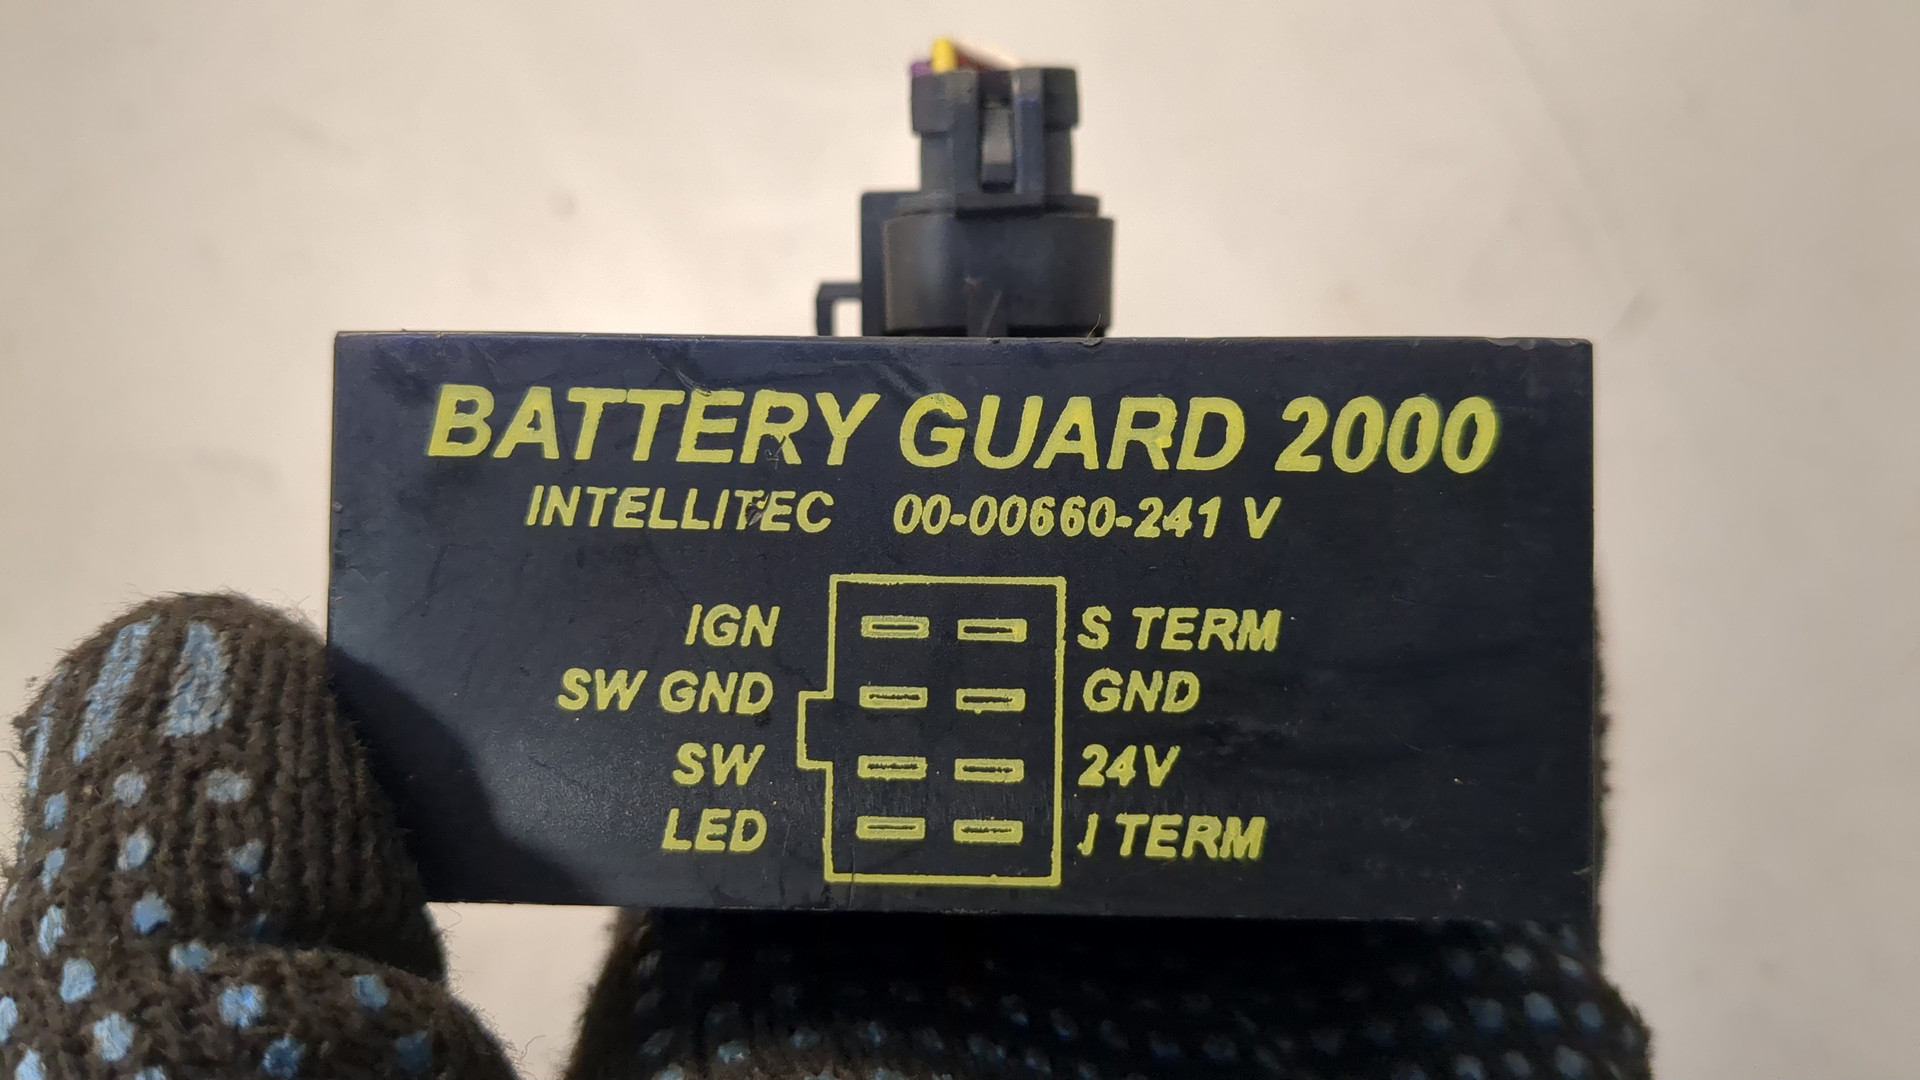 BATTERY GUARD 2000
INTELLITEC 00-00660-241 V
IGN S TERM
SW GND GND
SW 24V
LED J TERM